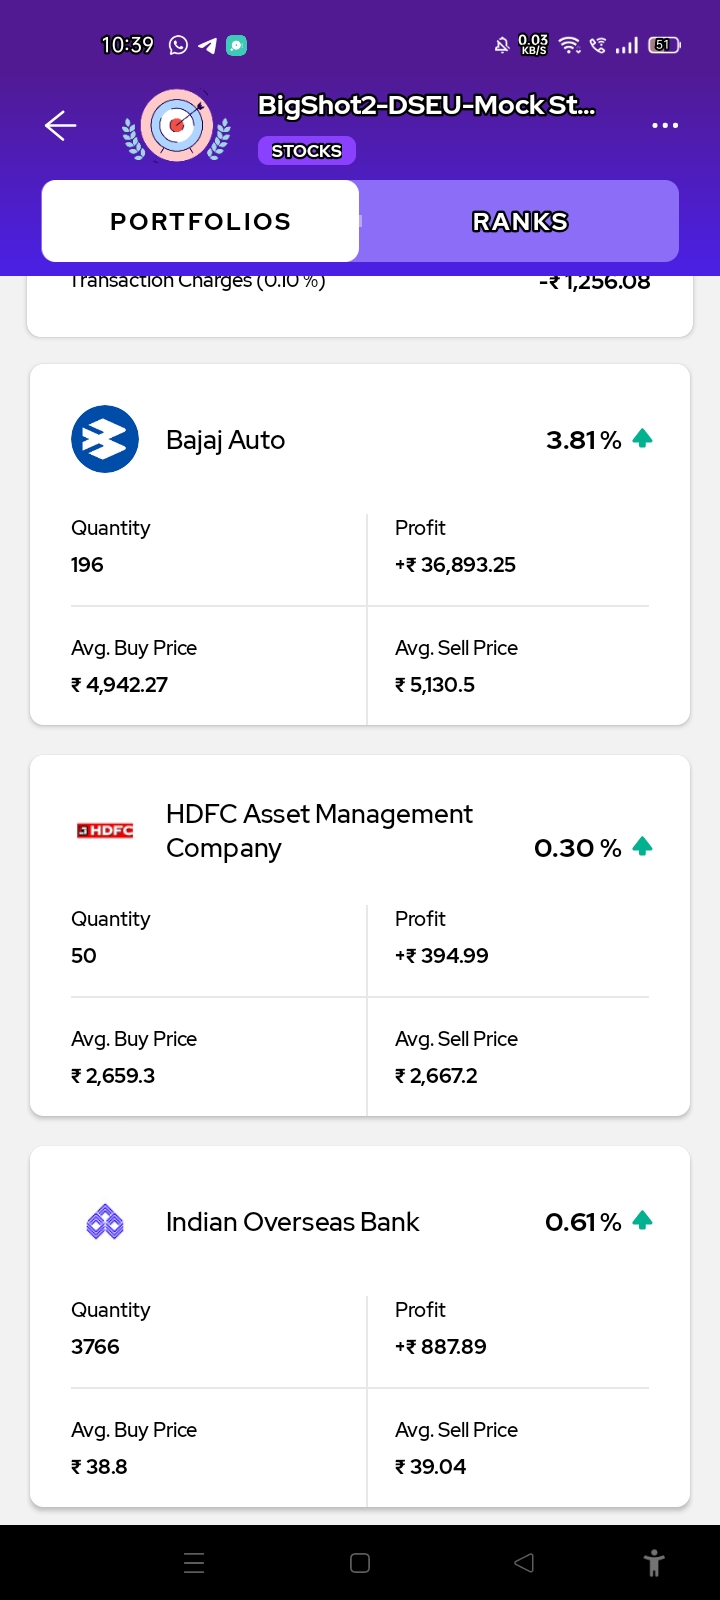 10:39
0.03
KB/S
51
BigShot2-DSEU-Mock St...
STOCKS
PORTFOLIOS
RANKS
Transaction Charges (0.10%) -₹ 1,256.08
Bajaj Auto 3.81%
Quantity Profit
196 +₹ 36,893.25
Avg. Buy Price Avg. Sell Price
₹ 4,942.27 ₹ 5,130.5
HDFC
HDFC Asset Management
Company 0.30 %
Quantity Profit
50 +₹ 394.99
Avg. Buy Price Avg. Sell Price
₹ 2,659.3 ₹ 2,667.2
Indian Overseas Bank 0.61%
Quantity Profit
3766 +₹ 887.89
Avg. Buy Price Avg. Sell Price
₹ 38.8 ₹ 39.04